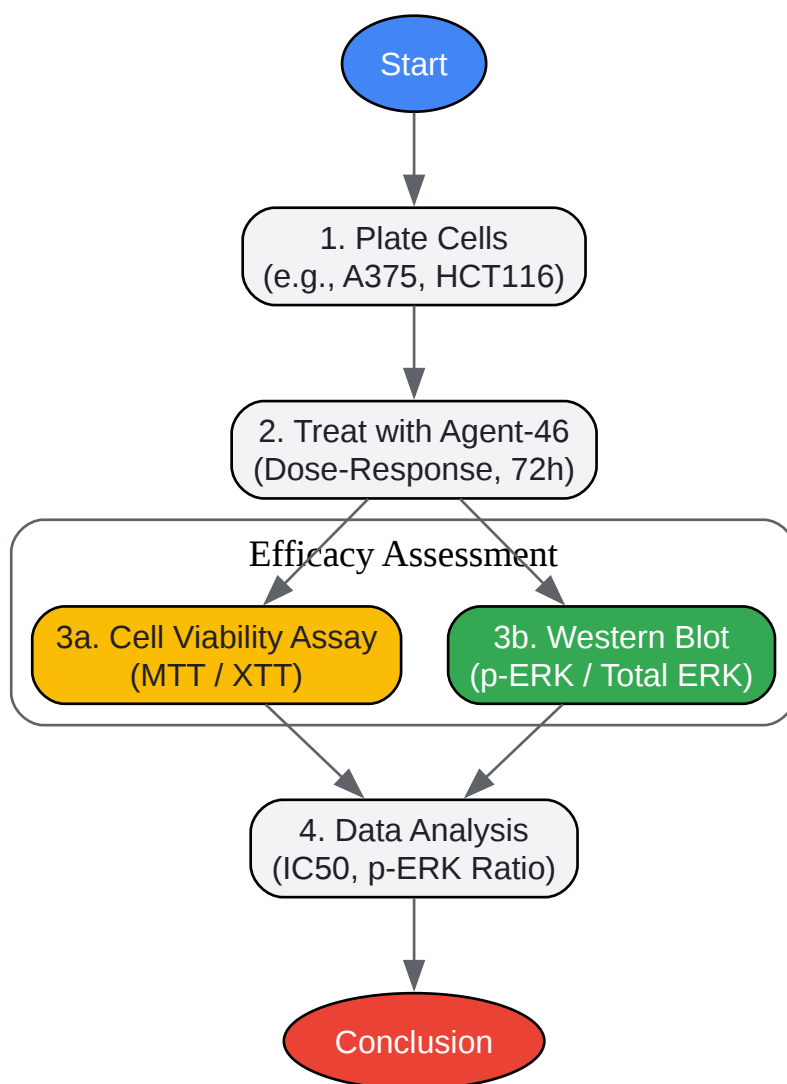 Start
1. Plate Cells
(e.g., A375, HCT116)
2. Treat with Agent-46
(Dose-Response, 72h)
Efficacy Assessment
3a. Cell Viability Assay
(MTT / XTT)
3b. Western Blot
(p-ERK / Total ERK)
4. Data Analysis
(IC50, p-ERK Ratio)
Conclusion